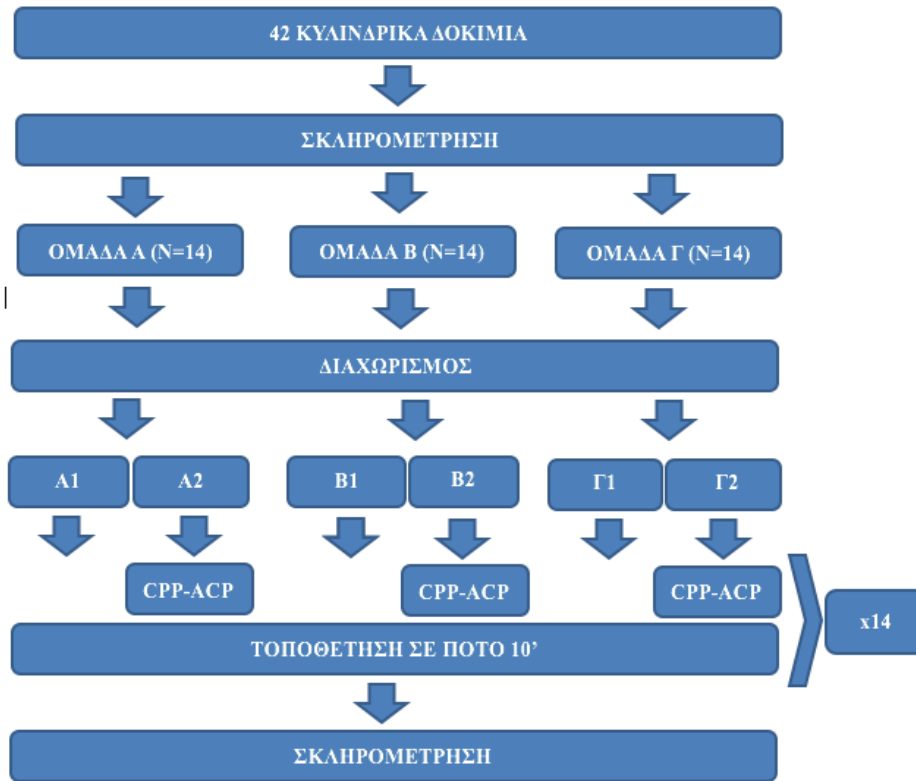 42 ΚΥΛΙΝΔΡΙΚΑ ΔΟΚΙΜΙΑ
ΣΚΛΗΡΟΜΕΤΡΗΣΗ
ΟΜΑΔΑ Α (Ν=14)
ΟΜΑΔΑ Β (Ν=14)
ΟΜΑΔΑ Γ (Ν=14)
ΔΙΑΧΩΡΙΣΜΟΣ
Α1
Α2
Β1
Β2
Γ1
Γ2
CPP-ACP
CPP-ACP
CPP-ACP
x14
ΤΟΠΟΘΕΤΗΣΗ ΣΕ ΠΟΤΟ 10’
ΣΚΛΗΡΟΜΕΤΡΗΣΗ